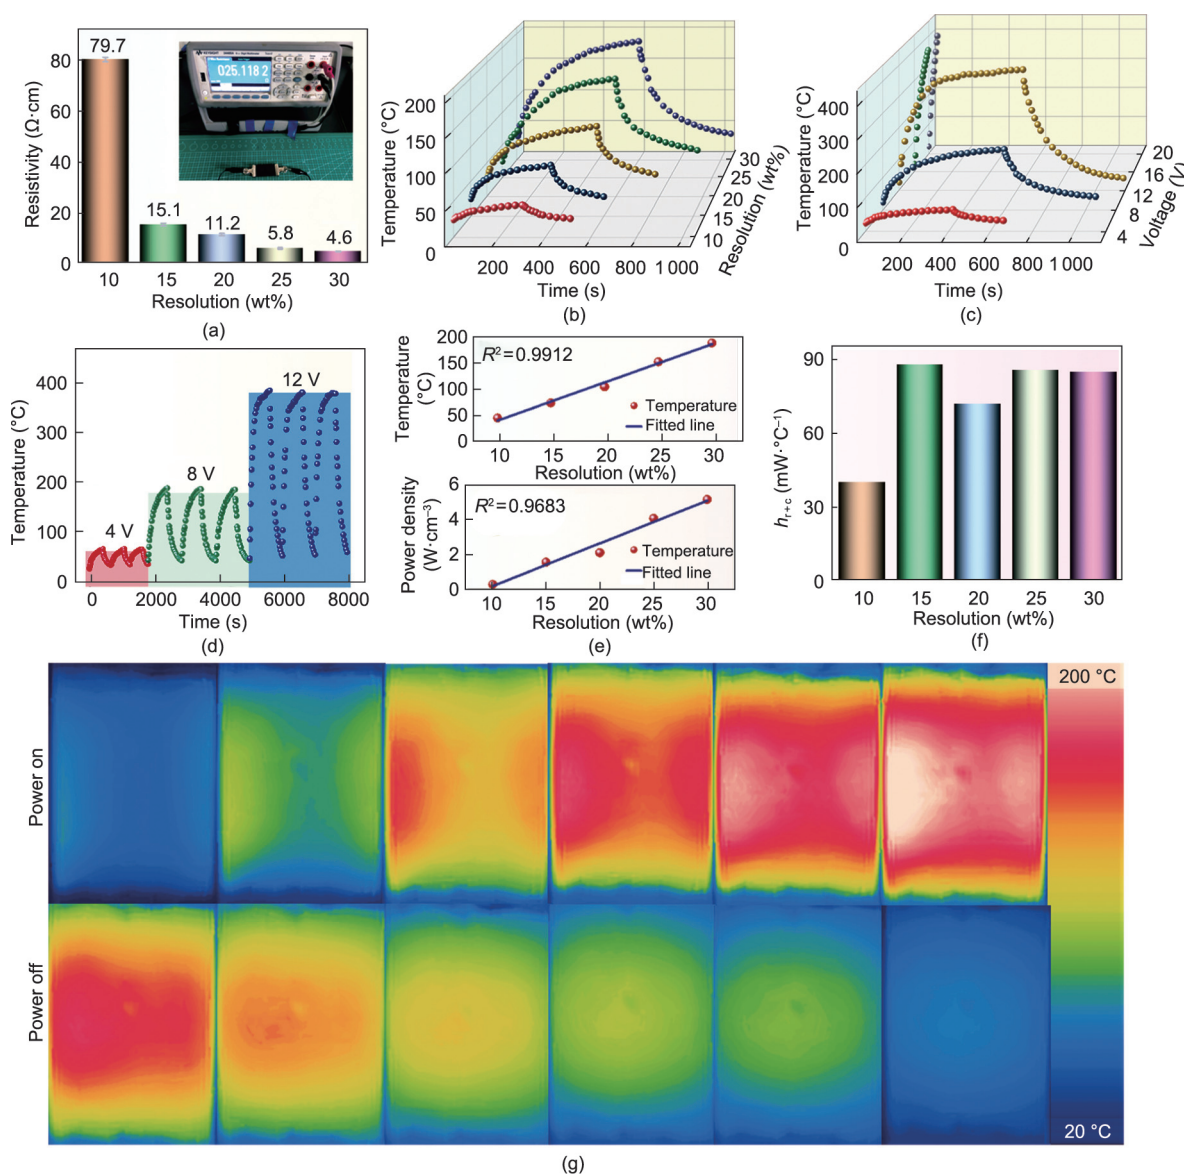 79.7
15.1
11.2
5.8
4.6
025.118 2
80
60
40
20
0
Resistivity (Ω·cm)
10 15 20 25 30
Resolution (wt%)
(a)
Temperature (°C)
200
150
100
50
0
200 400 600 800 1 000
Time (s)
30
25
20
15
10
Resolution (wt%)
(b)
Temperature (°C)
400
300
200
100
0
200 400 600 800 1 000
Time (s)
20
16
12
8
4
Voltage (V)
(c)
Temperature (°C)
400
300
200
100
0
4 V
8 V
12 V
0 2000 4000 6000 8000
Time (s)
(d)
Temperature
(°C)
200
150
100
50
0
R²=0.9912
Temperature
Fitted line
10 15 20 25 30
Resolution (wt%)
Power density
(W·cm⁻³)
6
4
2
0
R²=0.9683
Temperature
Fitted line
10 15 20 25 30
Resolution (wt%)
(e)
hr+c (mW·°C⁻¹)
90
60
30
0
10 15 20 25 30
Resolution (wt%)
(f)
Power on
Power off
200 °C
20 °C
(g)